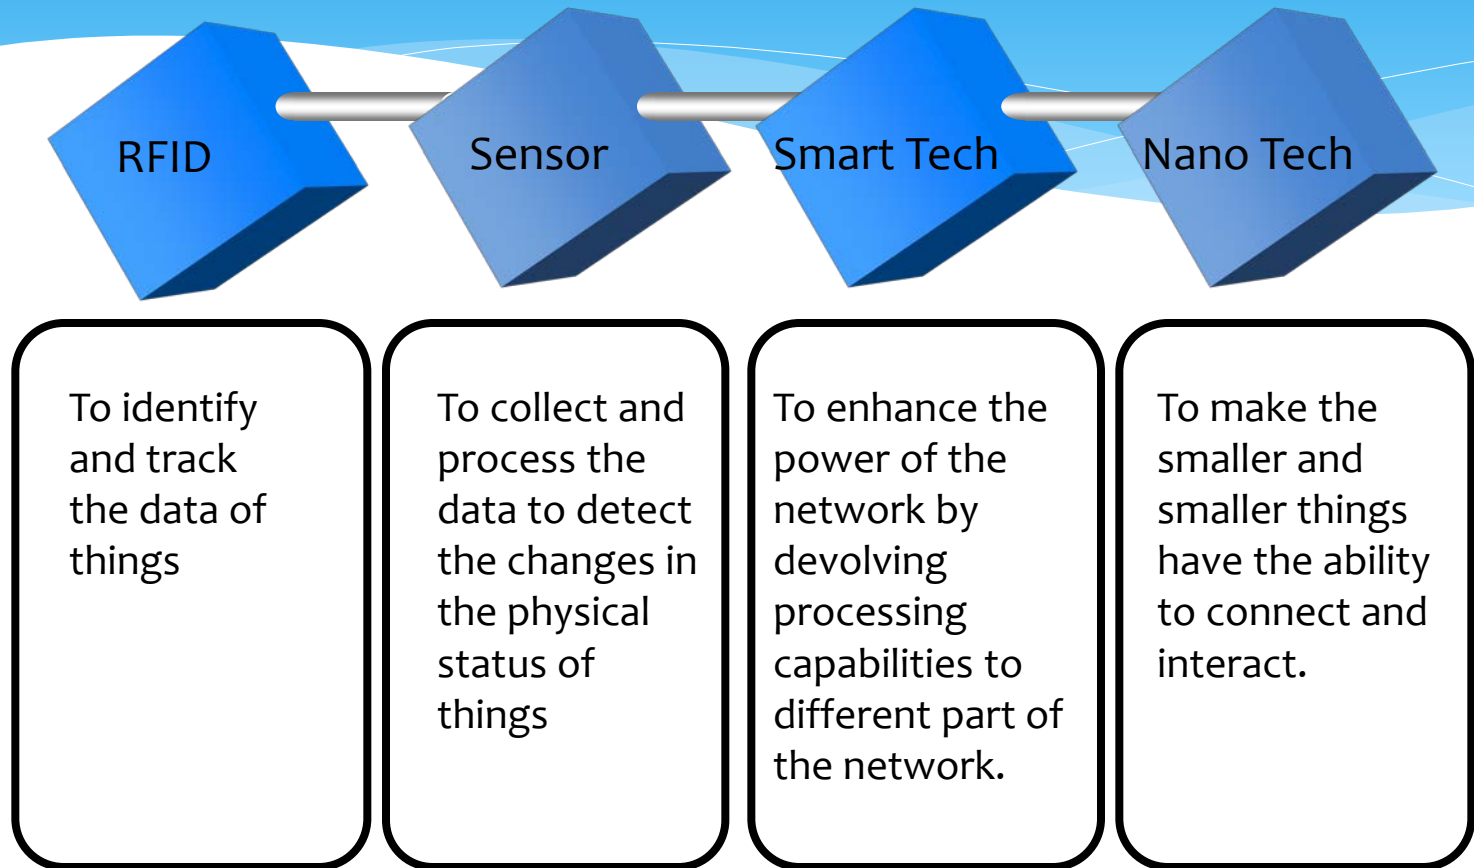 RFID
Sensor
Smart Tech
Nano Tech
To identify
and track
the data of
things
To collect and
process the
data to detect
the changes in
the physical
status of
things
To enhance the
power of the
network by
devolving
processing
capabilities to
different part of
the network.
To make the
smaller and
smaller things
have the ability
to connect and
interact.